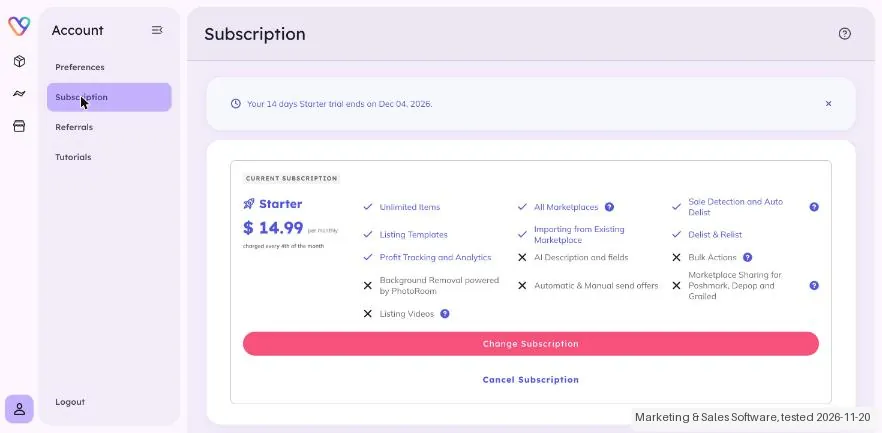 Account
Preferences
Subscription
Referrals
Tutorials
Logout
Subscription
Your 14 days Starter trial ends on Dec 04, 2026.
CURRENT SUBSCRIPTION
Starter
$ 14.99 per monthly
charged every 4th of the month
Unlimited Items
All Marketplaces
Sale Detection and Auto
Delist
Listing Templates
Importing from Existing
Marketplace
Delist & Relist
Profit Tracking and Analytics
AI Description and fields
Bulk Actions
Background Removal powered
by PhotoRoom
Automatic & Manual send offers
Marketplace Sharing for
Poshmark, Depop and
Grailed
Listing Videos
Change Subscription
Cancel Subscription
Marketing & Sales Software, tested 2026-11-20